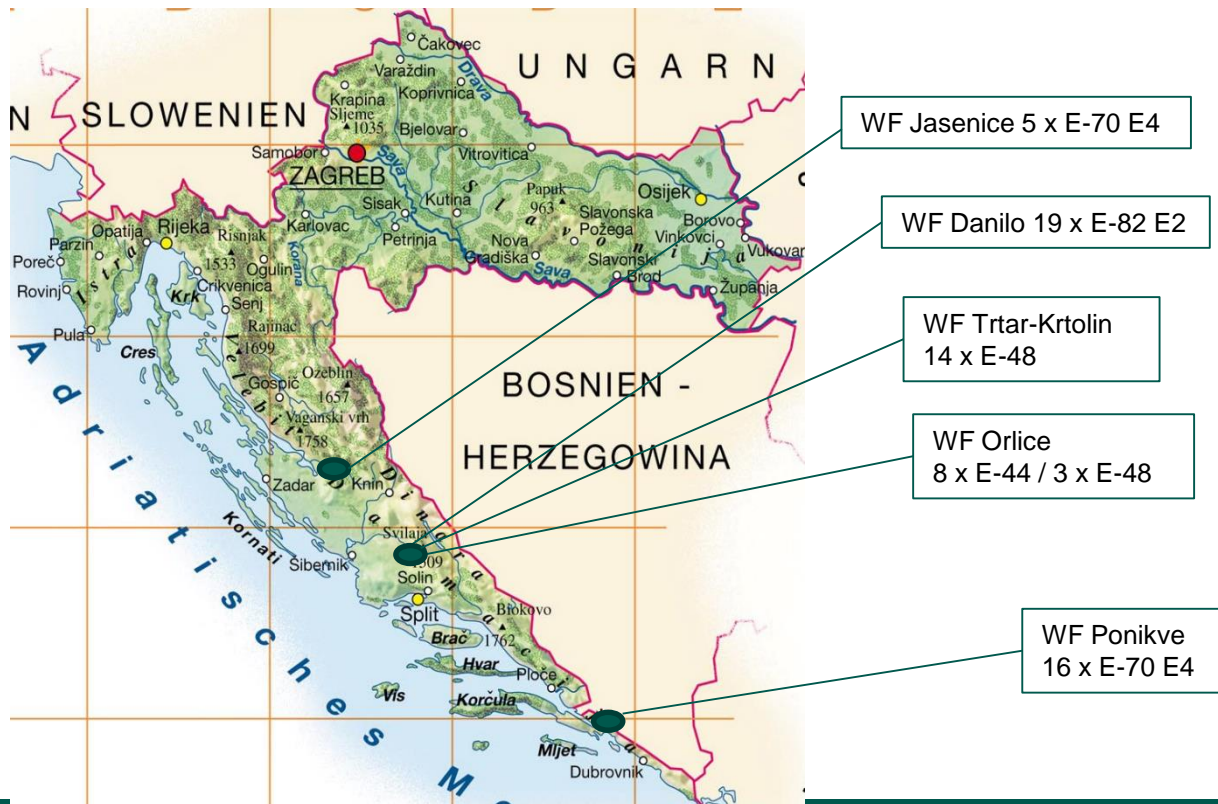 UNGARN
SLOWENIEN
N
Čakovec
Varaždin
Drava
Krapina
Koprivnica
Sljeme
1035
Bjelovar
Samobor
Sava
Vitrovitica
ZAGREB
Sisak
Kutina
Papuk
963
Osijek
Slavonska
Požega
Borovo
Karlovac
Petrinja
Vinkovci
Vukovar
Nova
Gradiška
Slavonski
Brod
Sava
Županja
Slavonija
Opatija
Rijeka
Risnjak
1533
Parzin
Poreč
Istra
Ogulin
Korana
Crikvenica
Rovinj
Krk
Senj
Pula
Rajinac
1699
Cres
Velebit
Ozeblin
1657
Gospič
BOSNIEN -
HERZEGOWINA
Vaganski vrh
1758
Zadar
Knin
Dinara
Kornati
Svilaja
Šibernik
Solin
Split
Biokovo
1762
Brač
Hvar
Ploče
Vis
Korčula
Mljet
Dubrovnik
Adriatisches
WF Jasenice 5 x E-70 E4
WF Danilo 19 x E-82 E2
WF Trtar-Krtolin
14 x E-48
WF Orlice
8 x E-44 / 3 x E-48
WF Ponikve
16 x E-70 E4